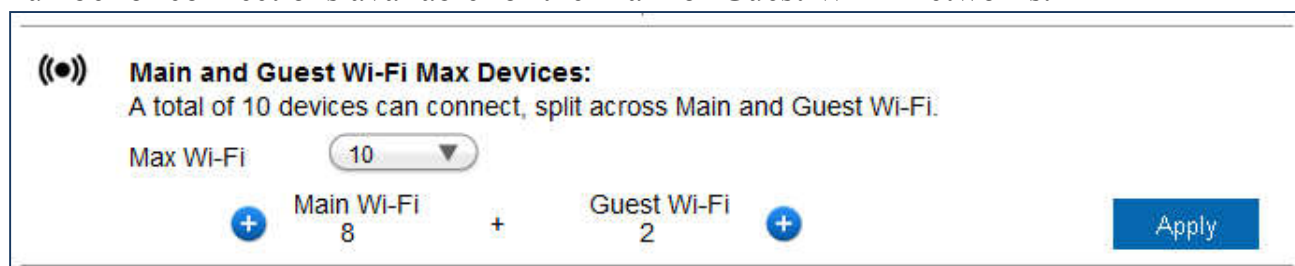 Main and Guest Wi-Fi Max Devices:
A total of 10 devices can connect, split across Main and Guest Wi-Fi.
Max Wi-Fi 10
Main Wi-Fi + Guest Wi-Fi
8 2
Apply